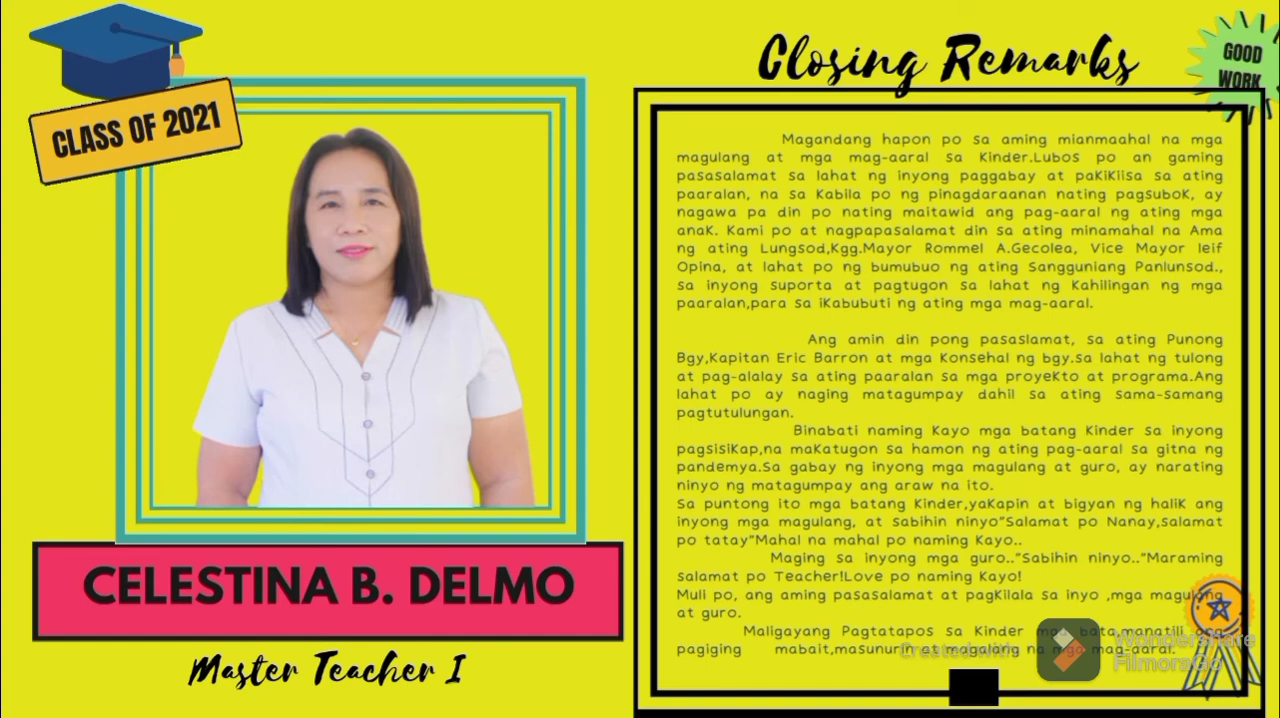 CLASS OF 2021
CELESTINA B. DELMO
Master Teacher I
Closing Remarks
GOOD
WORK
Magandang hapon po sa aming mianmaahal na mga
magulang at mga mag-aaral sa Kinder.Lubos po an gaming
pasasalamat sa lahat ng inyong paggabay at paKiKiisa sa ating
paaralan, na sa Kabila po ng pinagdaraanan nating pagsuboK, ay
nagawa pa din po nating maitawid ang pag-aaral ng ating mga
anaK. Kami po at nagpapasalamat din sa ating minamahal na Ama
ng ating Lungsod,Kgg.Mayor Rommel A.Gecolea, Vice Mayor leif
Opina, at lahat po ng bumubuo ng ating Sangguniang Panlunsod.,
sa inyong suporta at pagtugon sa lahat ng Kahilingan ng mga
paaralan,para sa iKabubuti ng ating mga mag-aaral.
Ang amin din pong pasaslamat, sa ating Punong
Bgy,Kapitan Eric Barron at mga Konsehal ng bgy.sa lahat ng tulong
at pag-alalay sa ating paaralan sa mga proyeKto at programa.Ang
lahat po ay naging matagumpay dahil sa ating sama-samang
pagtutulungan.
Binabati naming Kayo mga batang Kinder sa inyong
pagsisiKap,na maKatugon sa hamon ng ating pag-aaral sa gitna ng
pandemya.Sa gabay ng inyong mga magulang at guro, ay narating
ninyo ng matagumpay ang araw na ito.
Sa puntong ito mga batang Kinder,yaKapin at bigyan ng haliK ang
inyong mga magulang, at sabihin ninyo"Salamat po Nanay,salamat
po tatay"Mahal na mahal po naming Kayo..
Maging sa inyong mga guro.."Sabihin ninyo.."Maraming
Salamat po Teacher!Love po naming Kayo!
Muli po, ang aming pasasalamat at pagKilala sa inyo ,mga magulang
at guro.
Maligayang Pagtatapos sa Kinder mga bata,manatili
pagiging mabait,maSunurin at magalang na mga mag-aaral.
Created with
Wondershare
FilmoraGo